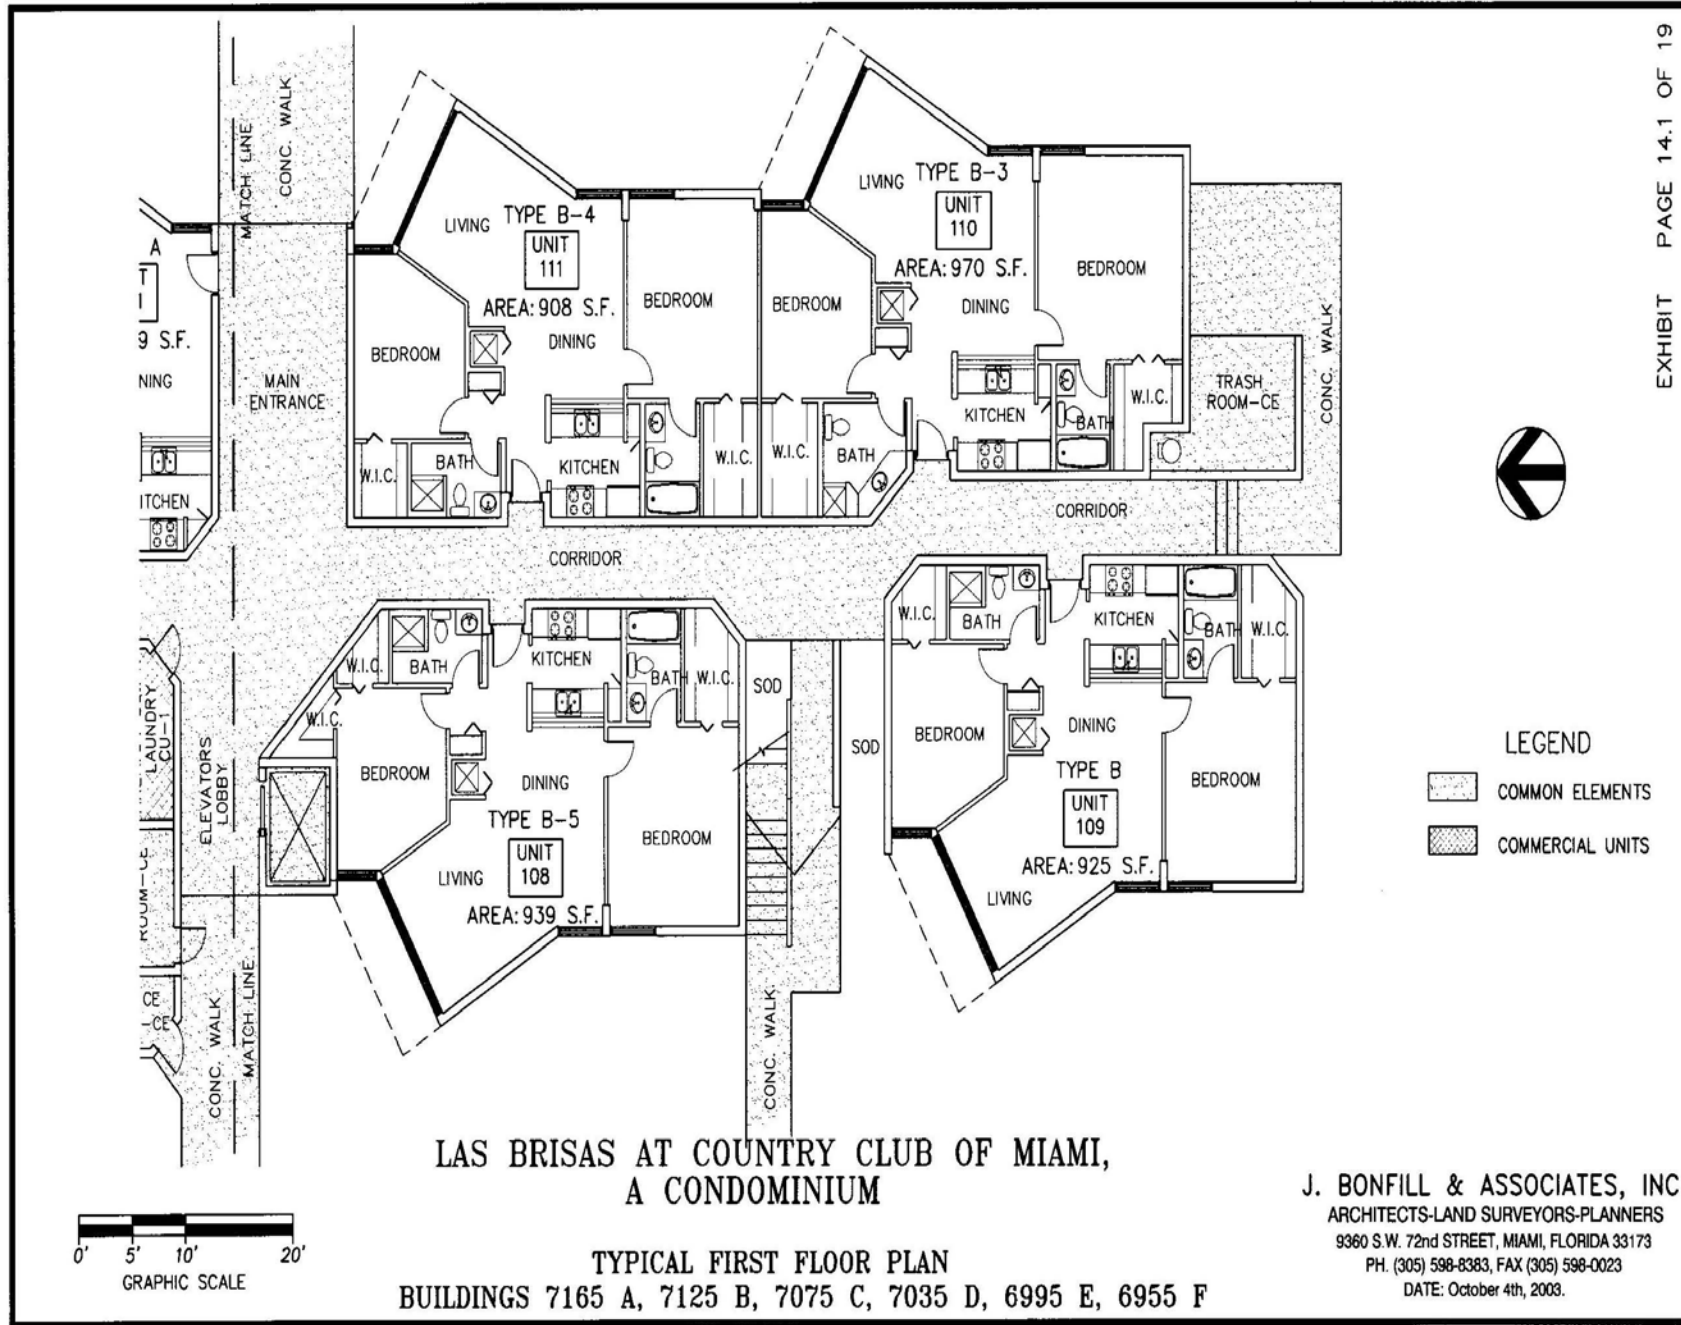 EXHIBIT PAGE 14.1 OF 19
MATCH LINE
CONC. WALK
A
9 S.F.
NING
ITCHEN
MAIN
ENTRANCE
LIVING
TYPE B-4
UNIT
111
AREA: 908 S.F.
DINING
BEDROOM
BEDROOM
W.I.C.
BATH
KITCHEN
W.I.C.
LIVING
TYPE B-3
UNIT
110
AREA: 970 S.F.
DINING
BEDROOM
BEDROOM
W.I.C.
BATH
KITCHEN
BATH
W.I.C.
TRASH
ROOM-CE
CONC. WALK
CORRIDOR
CORRIDOR
LAUNDRY
CU-1
ELEVATORS
LOBBY
ROOM-CE
CE
-CE
CONC. WALK
MATCH LINE
W.I.C.
W.I.C.
BATH
KITCHEN
BATH
W.I.C.
BEDROOM
DINING
TYPE B-5
UNIT
108
LIVING
AREA: 939 S.F.
BEDROOM
SOD
SOD
CONC. WALK
W.I.C.
BATH
KITCHEN
BATH
W.I.C.
BEDROOM
DINING
TYPE B
UNIT
109
AREA: 925 S.F.
LIVING
BEDROOM
LEGEND
COMMON ELEMENTS
COMMERCIAL UNITS
LAS BRISAS AT COUNTRY CLUB OF MIAMI,
A CONDOMINIUM
0' 5' 10' 20'
GRAPHIC SCALE
TYPICAL FIRST FLOOR PLAN
BUILDINGS 7165 A, 7125 B, 7075 C, 7035 D, 6995 E, 6955 F
J. BONFILL & ASSOCIATES, INC
ARCHITECTS-LAND SURVEYORS-PLANNERS
9360 S.W. 72nd STREET, MIAMI, FLORIDA 33173
PH. (305) 598-8383, FAX (305) 598-0023
DATE: October 4th, 2003.